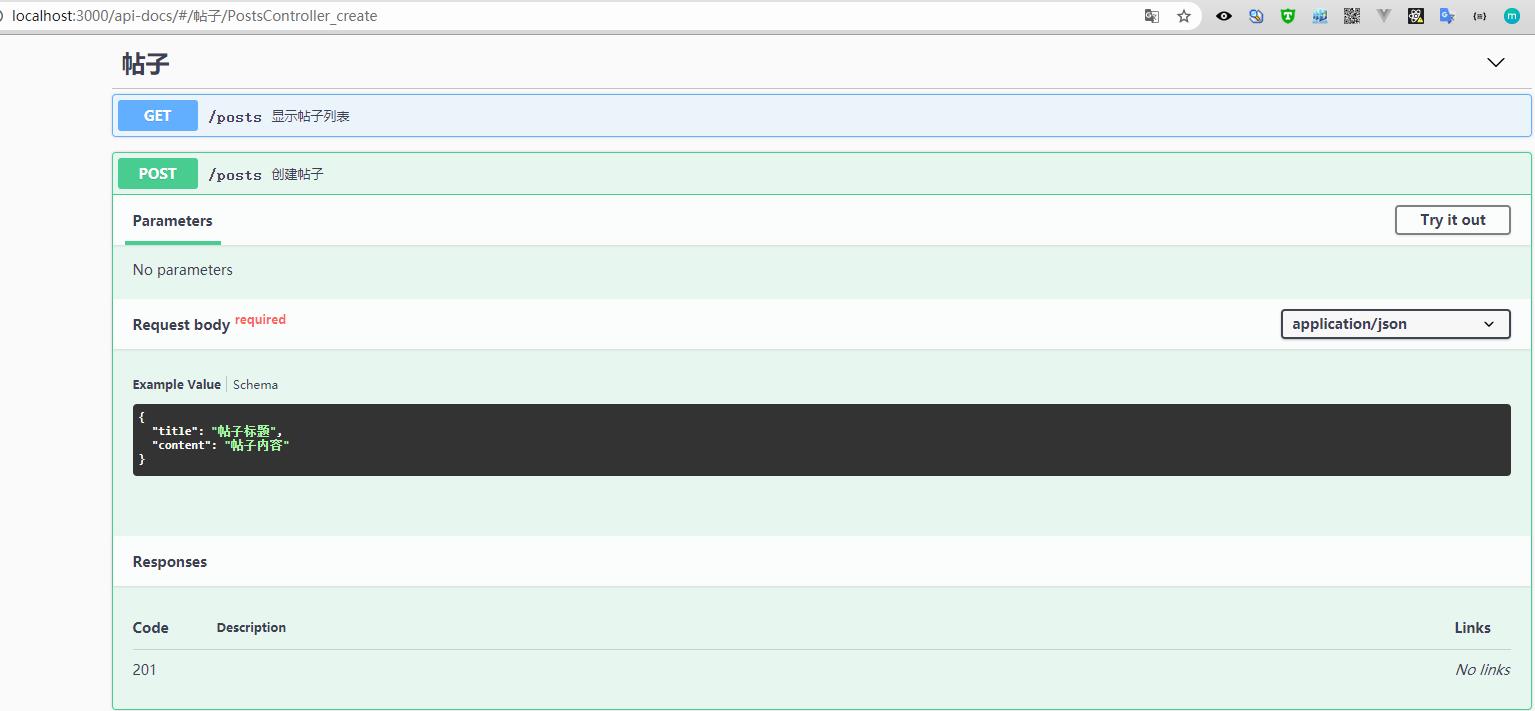 localhost:3000/api-docs/#/帖子/PostsController_create
帖子
GET /posts 显示帖子列表
POST /posts 创建帖子
Parameters
Try it out
No parameters
Request body required
application/json
Example Value Schema
{
"title": "帖子标题",
"content": "帖子内容"
}
Responses
Code Description Links
201 No links